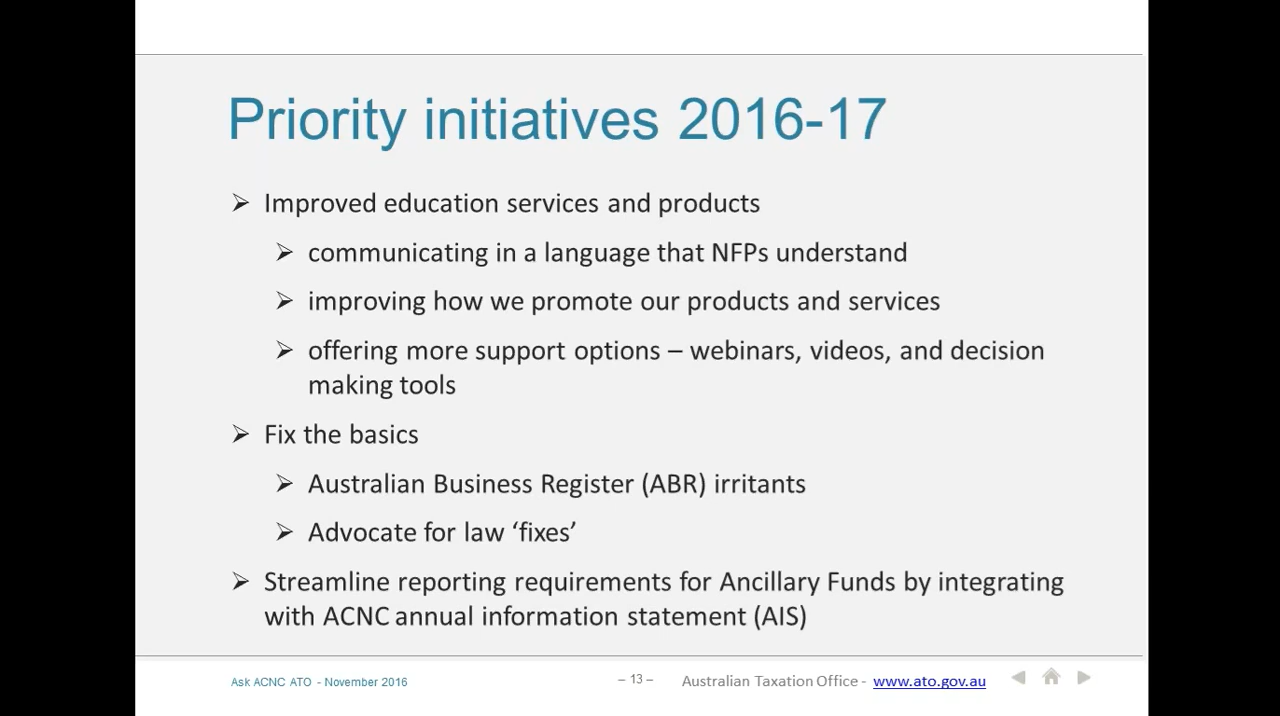 Priority initiatives 2016-17
➢ Improved education services and products
➢ communicating in a language that NFPs understand
➢ improving how we promote our products and services
➢ offering more support options – webinars, videos, and decision
making tools
➢ Fix the basics
➢ Australian Business Register (ABR) irritants
➢ Advocate for law ‘fixes’
➢ Streamline reporting requirements for Ancillary Funds by integrating
with ACNC annual information statement (AIS)
Ask ACNC ATO - November 2016
– 13 –
Australian Taxation Office - www.ato.gov.au